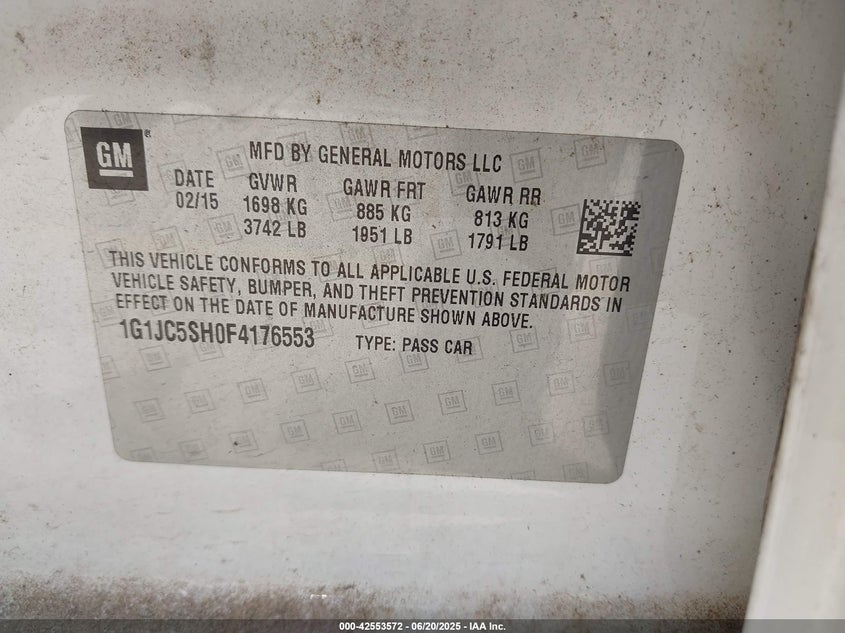 GM
MFD BY GENERAL MOTORS LLC
DATE GVWR GAWR FRT GAWR RR
02/15 1698 KG 885 KG 813 KG
3742 LB 1951 LB 1791 LB
THIS VEHICLE CONFORMS TO ALL APPLICABLE U.S. FEDERAL MOTOR
VEHICLE SAFETY, BUMPER, AND THEFT PREVENTION STANDARDS IN
EFFECT ON THE DATE OF MANUFACTURE SHOWN ABOVE.
1G1JC5SH0F4176553 TYPE: PASS CAR
000-42553572 - 06/20/2025 - IAA Inc.